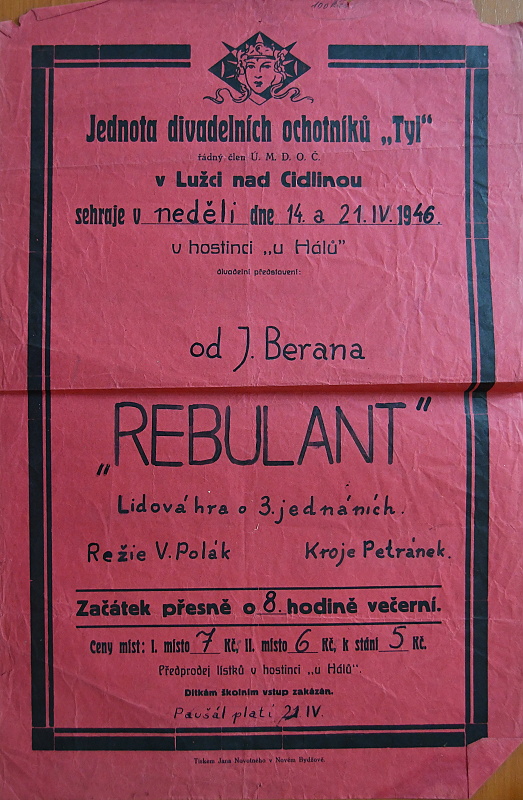 Jednota divadelních ochotníků „Tyl“
řádný člen Ú. M. D. O. Č.
v Lužci nad Cidlinou
sehraje v neděli dne 14. a 21. IV. 1946.
v hostinci „u Hálů”
divadelní představení:
od J. Berana
„REBULANT”
Lidová hra o 3. jednáních.
Režie V. Polák Kroje Petránek.
Začátek přesně o 8. hodině večerní.
Ceny míst: I. místo 7 Kč, II. místo 6 Kč, k stání 5 Kč.
Předprodej lístků v hostinci „u Hálů“.
Dítkám školním vstup zakázán.
Paušál platí 21 IV.
Tiskem Jana Novotného v Novém Bydžově.